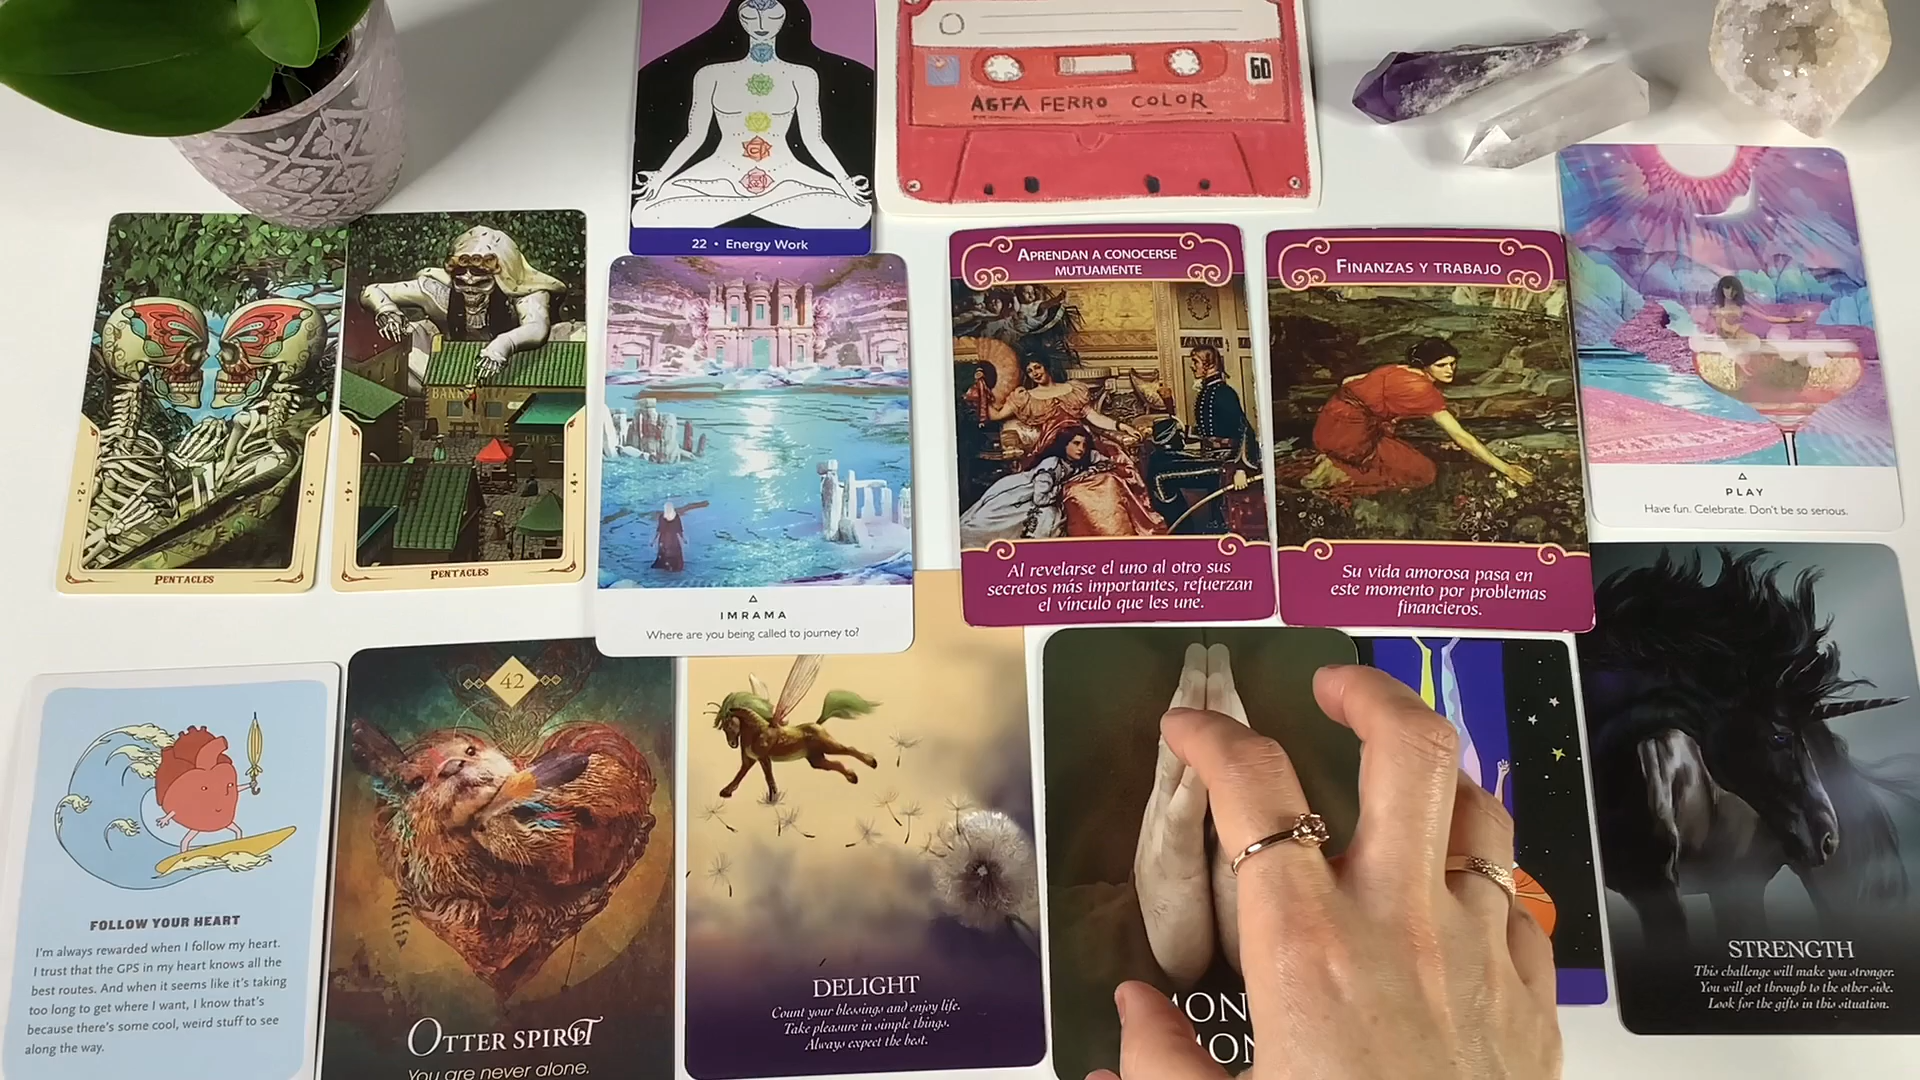 60
AGFA FERRO COLOR
22 • Energy Work
APRENDAN A CONOCERSE
MUTUAMENTE
Al revelarse el uno al otro sus
secretos más importantes, refuerzan
el vínculo que les une.
FINANZAS Y TRABAJO
Su vida amorosa pasa en
este momento por problemas
financieros.
PLAY
Have fun. Celebrate. Don't be so serious.
•2•
•2•
PENTACLES
BANK
•4•
•4•
PENTACLES
IMRAMA
Where are you being called to journey to?
FOLLOW YOUR HEART
I'm always rewarded when I follow my heart.
I trust that the GPS in my heart knows all the
best routes. And when it seems like it's taking
too long to get where I want, I know that's
because there's some cool, weird stuff to see
along the way.
42
OTTER SPIRIT
You are never alone.
DELIGHT
Count your blessings and enjoy life.
Take pleasure in simple things.
Always expect the best.
STRENGTH
This challenge will make you stronger.
You will get through to the other side.
Look for the gifts in this situation.